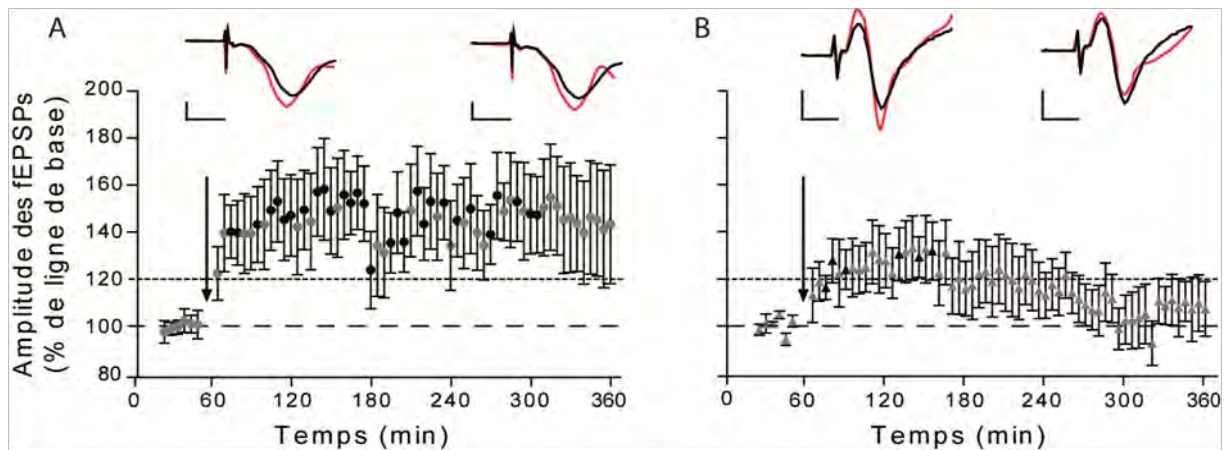 A
B
Amplitude des fEPSPs
(% de ligne de base)
200
180
160
140
120
100
80
0 60 120 180 240 300 360
0 60 120 180 240 300 360
Temps (min)
Temps (min)